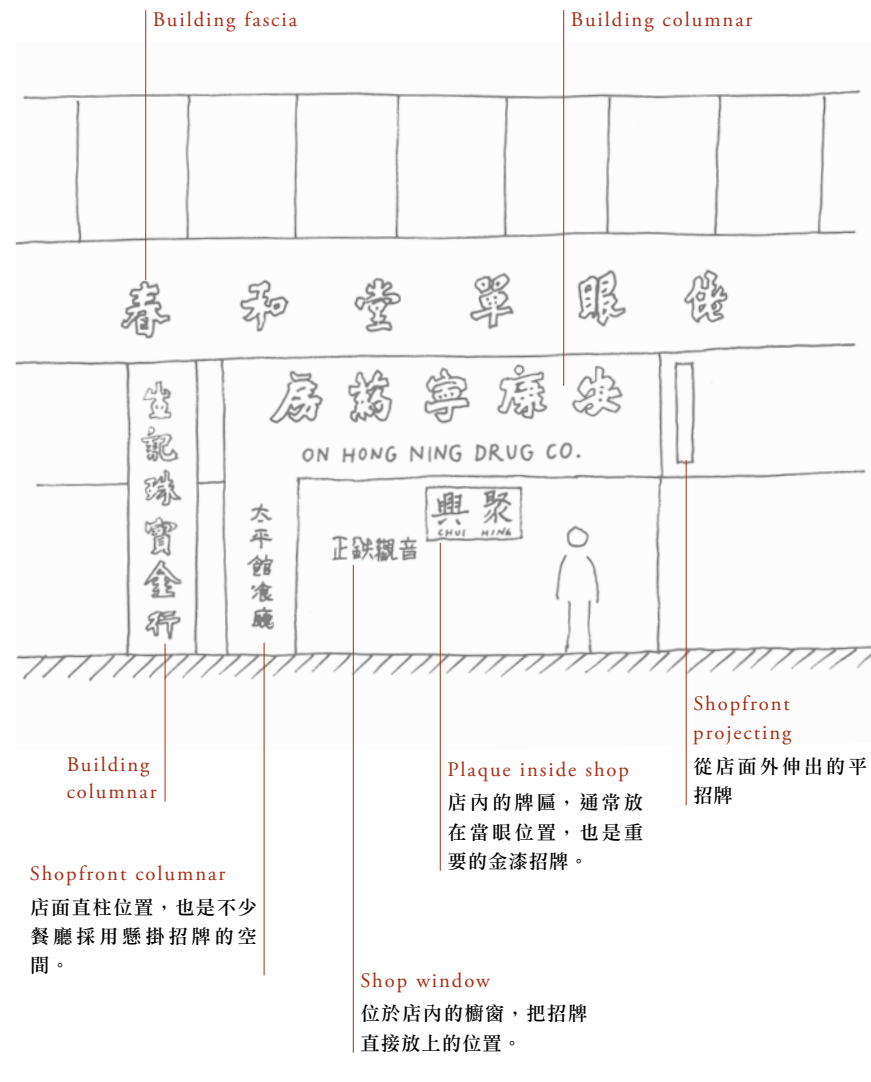 Building fascia
Building columnar
春和堂單眼佬
安康寧葯房
ON HONG NING DRUG CO.
生記珠寶金行
太平館飡廳
正鉄觀音
聚興
CHUI HING
Shopfront
projecting
從店面外伸出的平
招牌
Building
columnar
Plaque inside shop
店內的牌匾，通常放
在當眼位置，也是重
要的金漆招牌。
Shopfront columnar
店面直柱位置，也是不少
餐廳採用懸掛招牌的空
間。
Shop window
位於店內的櫥窗，把招牌
直接放上的位置。